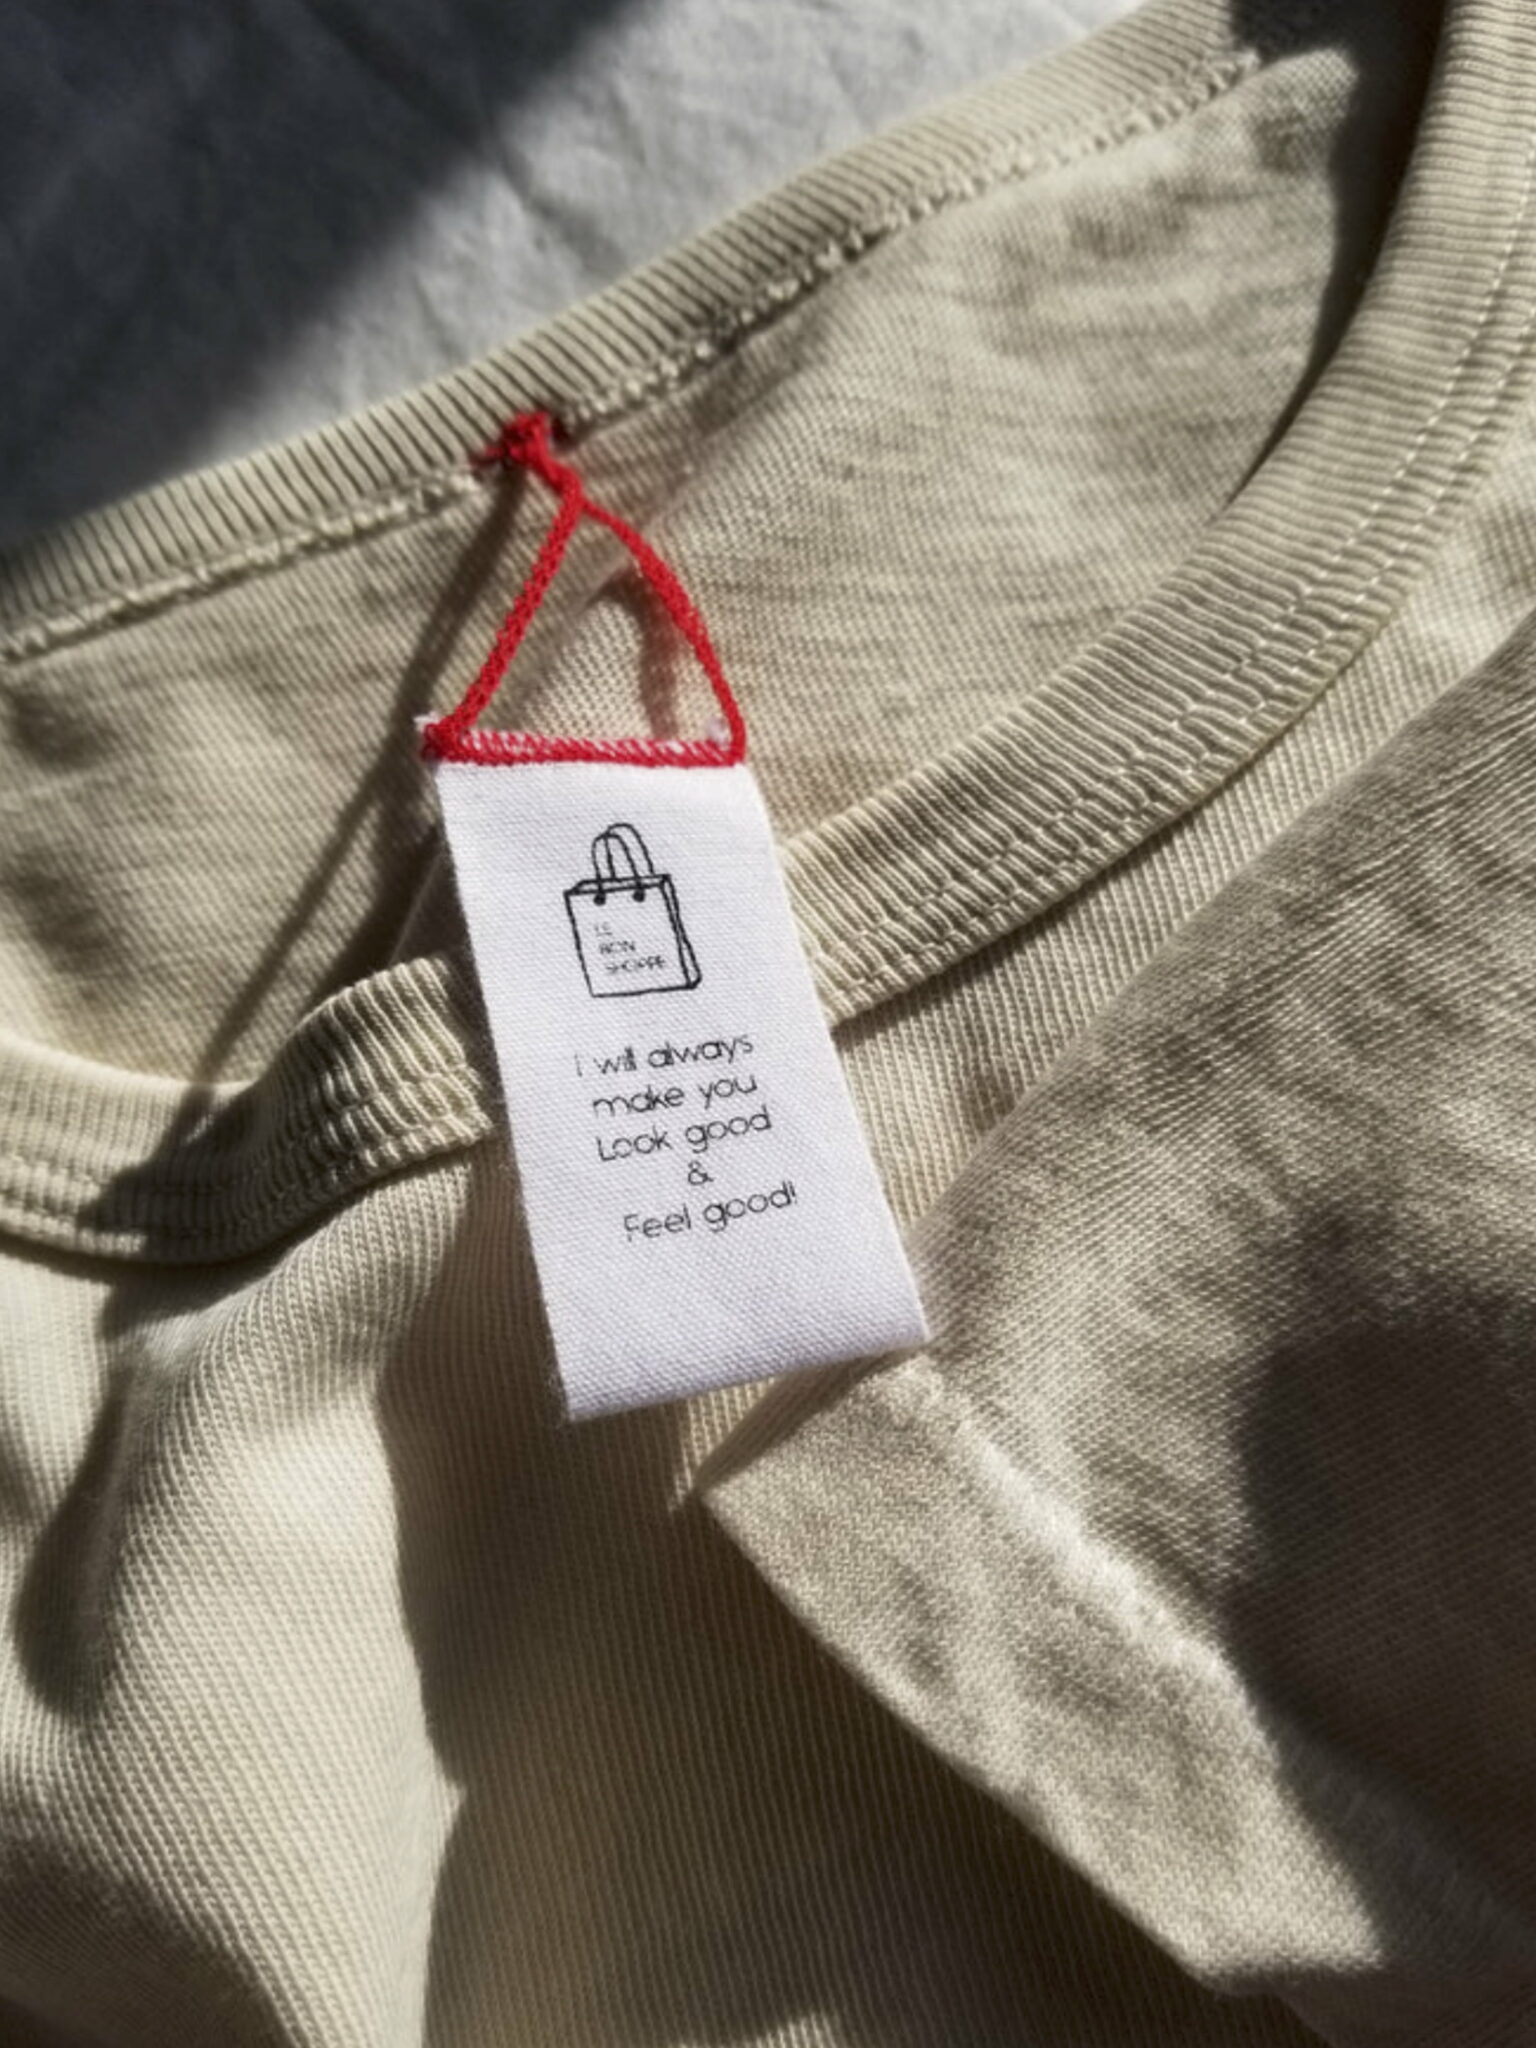 LE
BON
SHOPPE
I will always
make you
Look good
&
Feel good!